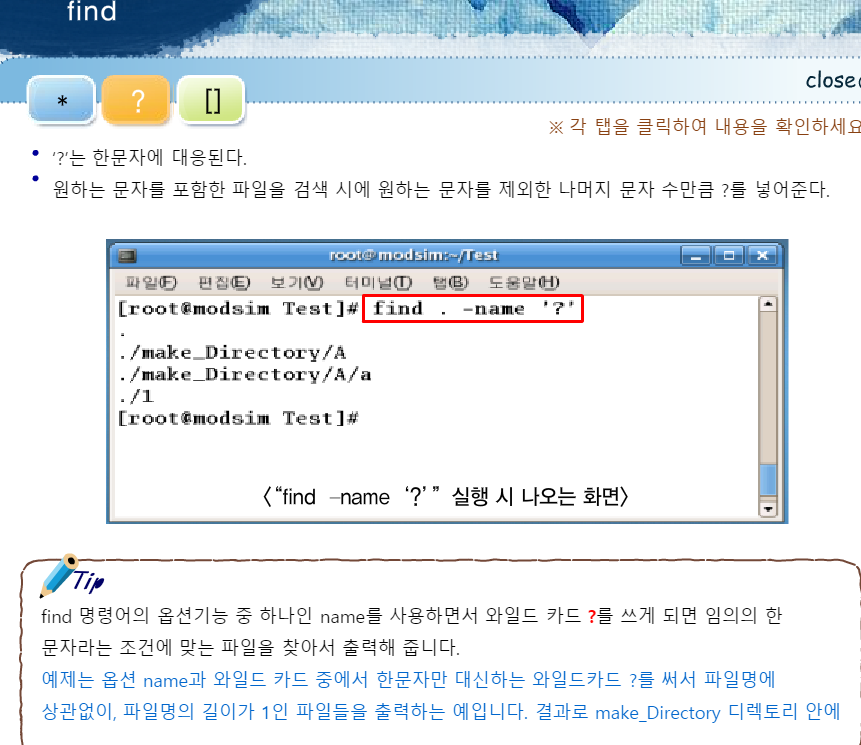 find
*
?
[]
※ 각 탭을 클릭하여 내용을 확인하세요
• ‘?’는 한문자에 대응된다.
• 원하는 문자를 포함한 파일을 검색 시에 원하는 문자를 제외한 나머지 문자 수만큼 ?를 넣어준다.
root@modsim:~/Test
파일(F) 편집(E) 보기(V) 터미널(T) 탭(B) 도움말(H)
[root@modsim Test]# find . -name '?'
.
./make_Directory/A
./make_Directory/A/a
./1
[root@modsim Test]#
〈“find -name ‘?’” 실행 시 나오는 화면〉
Tip
find 명령어의 옵션기능 중 하나인 name를 사용하면서 와일드 카드 ?를 쓰게 되면 임의의 한
문자라는 조건에 맞는 파일을 찾아서 출력해 줍니다.
예제는 옵션 name과 와일드 카드 중에서 한문자만 대신하는 와일드카드 ?를 써서 파일명에
상관없이, 파일명의 길이가 1인 파일들을 출력하는 예입니다. 결과로 make_Directory 디렉토리 안에